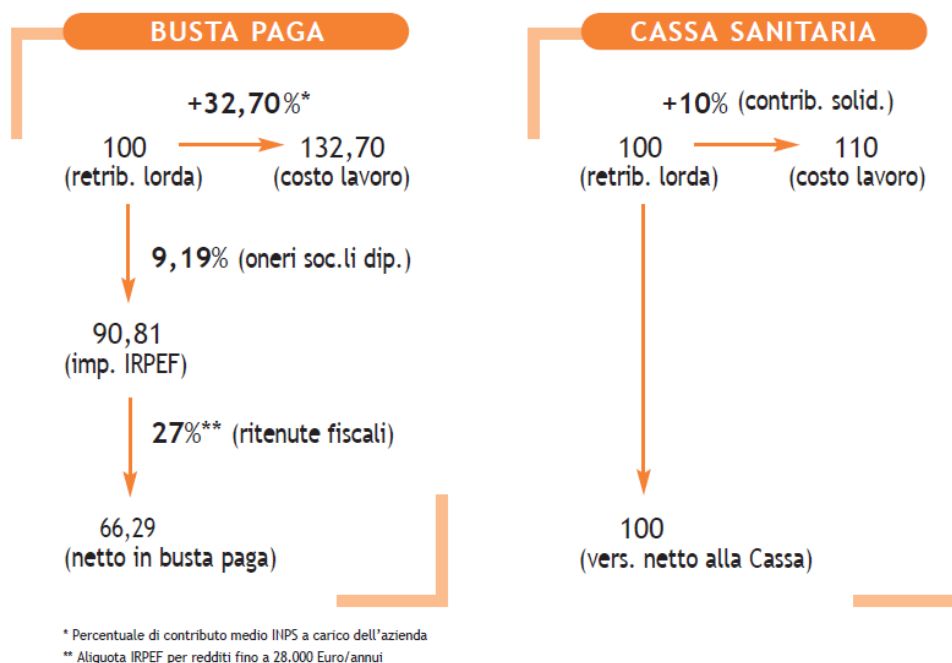 BUSTA PAGA
+32,70%*
100 132,70
(retrib. lorda) (costo lavoro)
9,19% (oneri soc.li dip.)
90,81
(imp. IRPEF)
27%** (ritenute fiscali)
66,29
(netto in busta paga)
* Percentuale di contributo medio INPS a carico dell'azienda
** Aliquota IRPEF per redditi fino a 28.000 Euro/annui
CASSA SANITARIA
+10% (contrib. solid.)
100 110
(retrib. lorda) (costo lavoro)
100
(vers. netto alla Cassa)